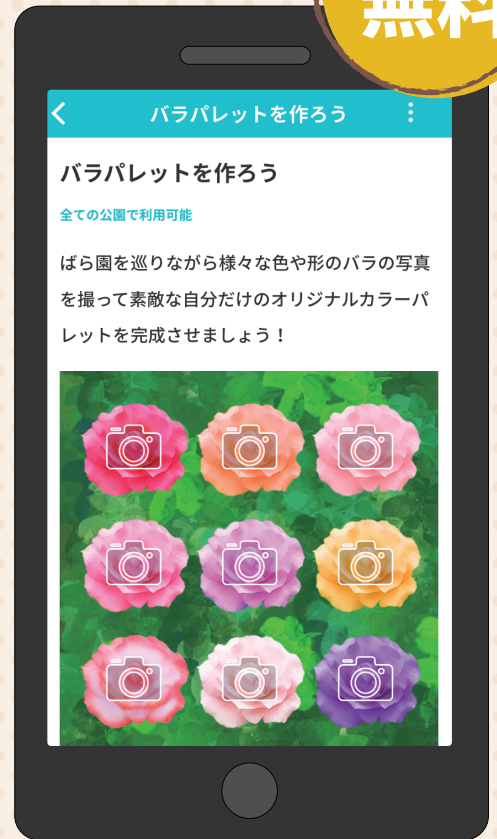 無料
バラパレットを作ろう
バラパレットを作ろう
全ての公園で利用可能
ばら園を巡りながら様々な色や形のバラの写真
を撮って素敵な自分だけのオリジナルカラーパ
レットを完成させましょう！